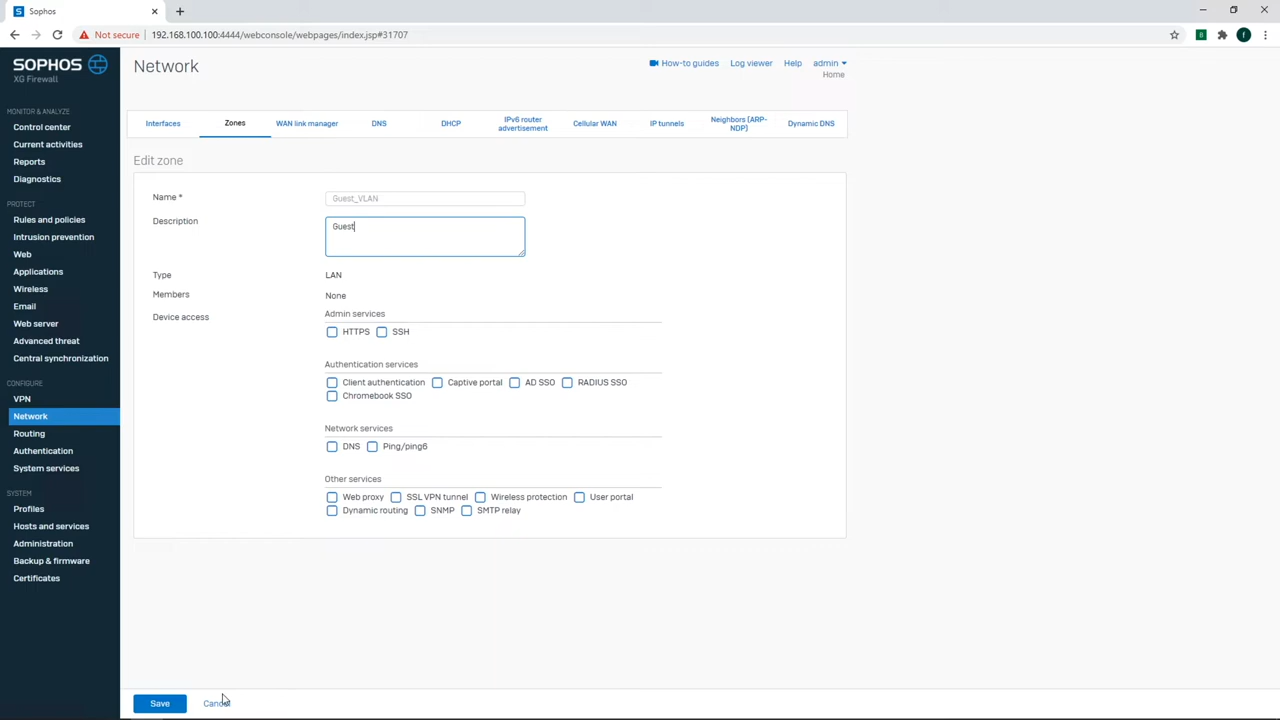 Sophos
Not secure
192.168.100.100:4444/webconsole/webpages/index.jsp#31707
SOPHOS
XG Firewall
Network
How-to guides
Log viewer
Help
admin
Home
MONITOR & ANALYZE
Control center
Current activities
Reports
Diagnostics
PROTECT
Rules and policies
Intrusion prevention
Web
Applications
Wireless
Email
Web server
Advanced threat
Central synchronization
CONFIGURE
VPN
Network
Routing
Authentication
System services
SYSTEM
Profiles
Hosts and services
Administration
Backup & firmware
Certificates
Interfaces
Zones
WAN link manager
DNS
DHCP
IPv6 router
advertisement
Cellular WAN
IP tunnels
Neighbors (ARP-
NDP)
Dynamic DNS
Edit zone
Name *
Guest_VLAN
Description
Guest
Type
LAN
Members
None
Device access
Admin services
HTTPS SSH
Authentication services
Client authentication Captive portal AD SSO RADIUS SSO
Chromebook SSO
Network services
DNS Ping/ping6
Other services
Web proxy SSL VPN tunnel Wireless protection User portal
Dynamic routing SNMP SMTP relay
Save
Cancel